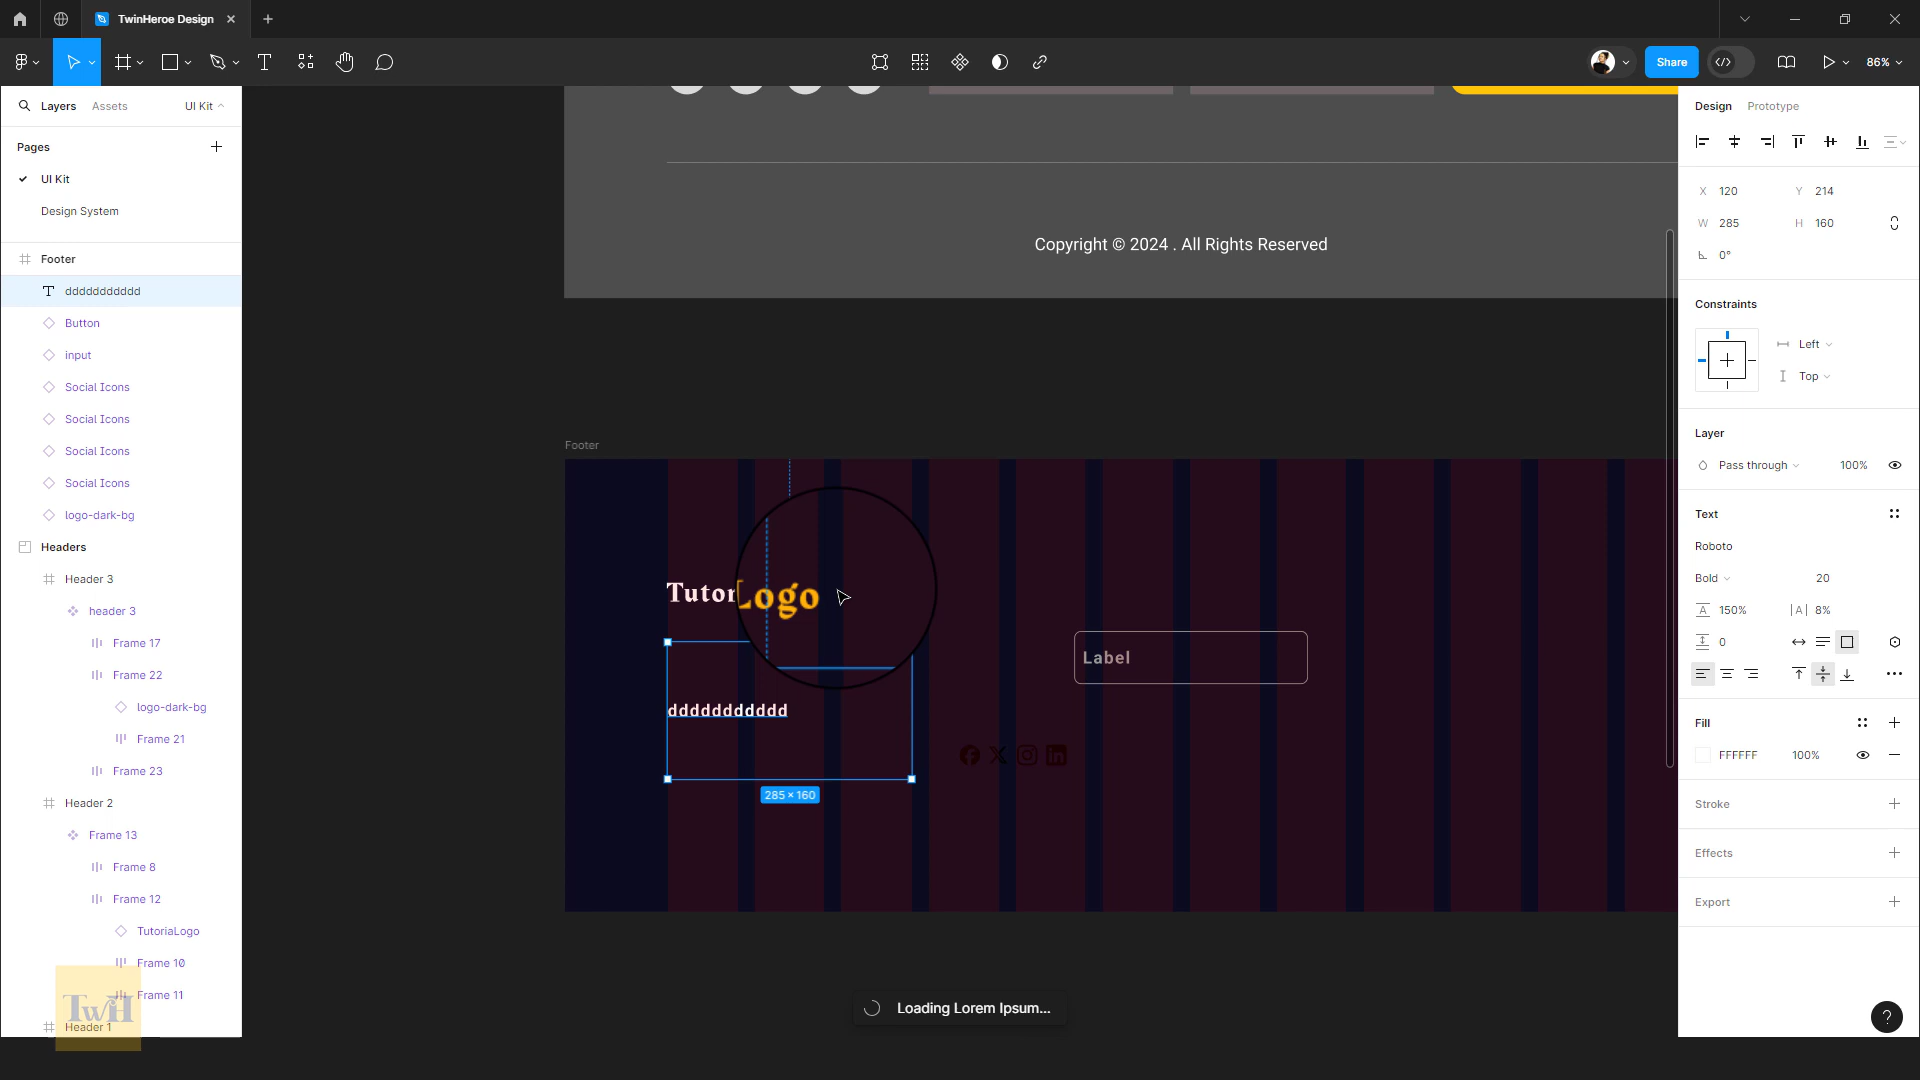 TwinHeroe Design
Share
86%
Layers
Assets
UI Kit
Pages
UI Kit
Design System
Footer
ddddddddddd
Button
input
Social Icons
Social Icons
Social Icons
Social Icons
logo-dark-bg
Headers
Header 3
header 3
Frame 17
Frame 22
logo-dark-bg
Frame 21
Frame 23
Header 2
Frame 13
Frame 8
Frame 12
TutoriaLogo
Frame 10
Frame 11
Header 1
TwH
Copyright © 2024 . All Rights Reserved
Footer
TutorLogo
Label
ddddddddddd
285 × 160
Loading Lorem Ipsum...
Design
Prototype
X 120
Y 214
W 285
H 160
0°
Constraints
Left
Top
Layer
Pass through
100%
Text
Roboto
Bold
20
A 150%
|A| 8%
0
Fill
FFFFFF
100%
Stroke
Effects
Export
?